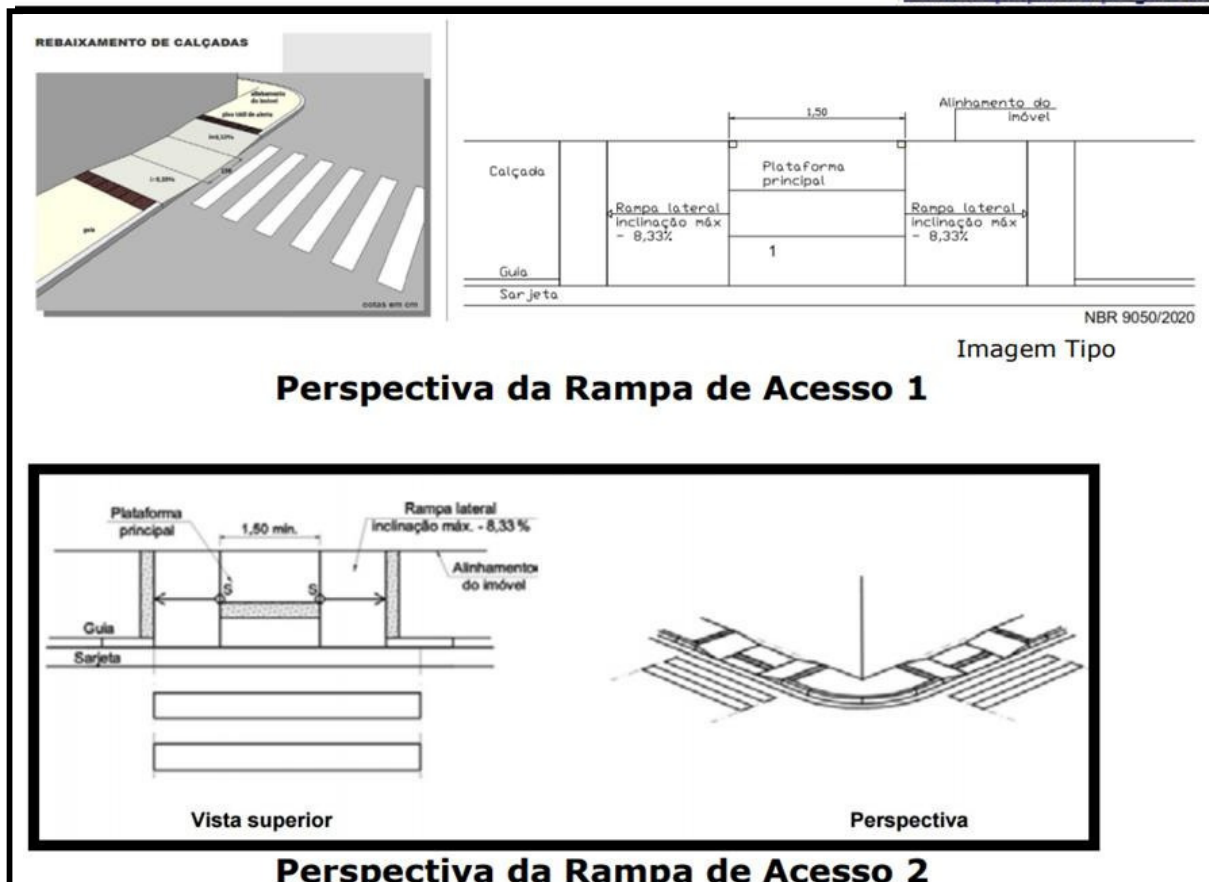 REBAIXAMENTO DE CALÇADAS
alinhamento
do imóvel
piso tátil de alerta
i=8,33%
i=8,33%
150
guia
cotas em cm
1,50
Alinhamento do
imóvel
Calçada
Plataforma
principal
Rampa lateral
inclinação máx
- 8,33%
Rampa lateral
inclinação máx
- 8,33%
1
Guia
Sarjeta
NBR 9050/2020
Imagem Tipo
Perspectiva da Rampa de Acesso 1
Plataforma
principal
1,50 mín.
Rampa lateral
inclinação máx. - 8,33 %
Alinhamento
do imóvel
S
S
Guia
Sarjeta
Vista superior
Perspectiva
Perspectiva da Rampa de Acesso 2